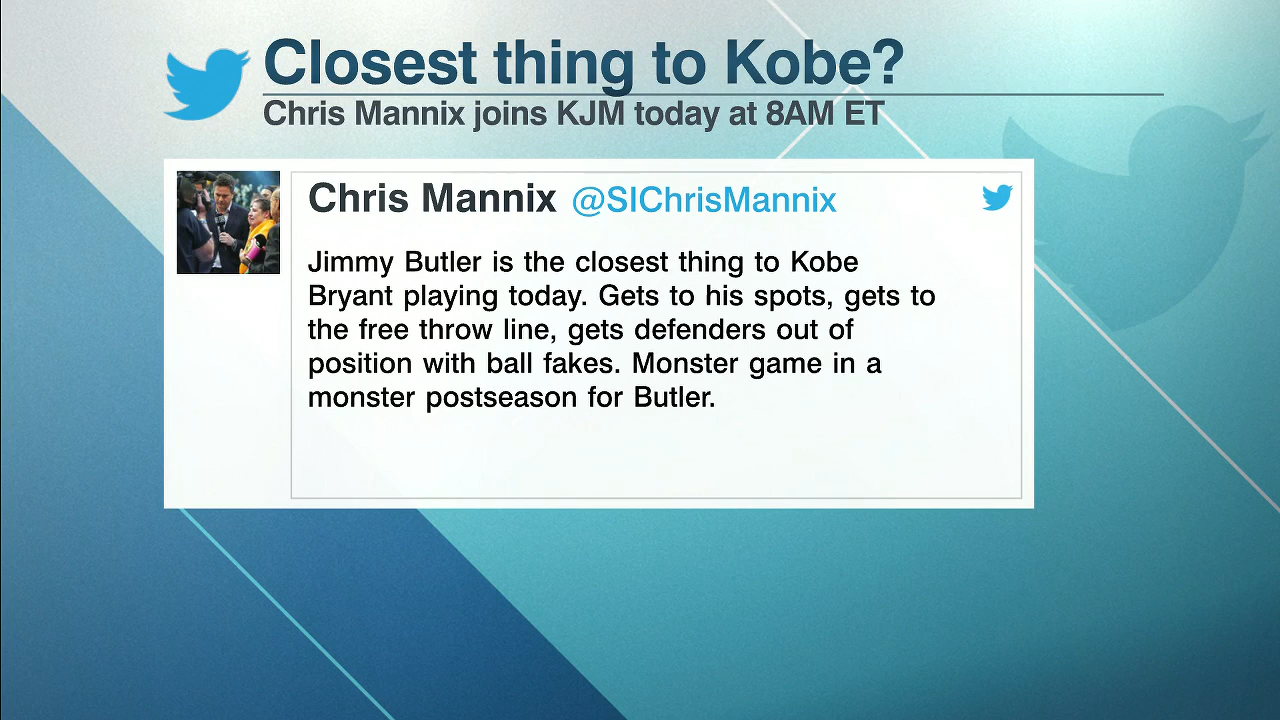 Closest thing to Kobe?
Chris Mannix joins KJM today at 8AM ET
Chris Mannix @SIChrisMannix
Jimmy Butler is the closest thing to Kobe
Bryant playing today. Gets to his spots, gets to
the free throw line, gets defenders out of
position with ball fakes. Monster game in a
monster postseason for Butler.